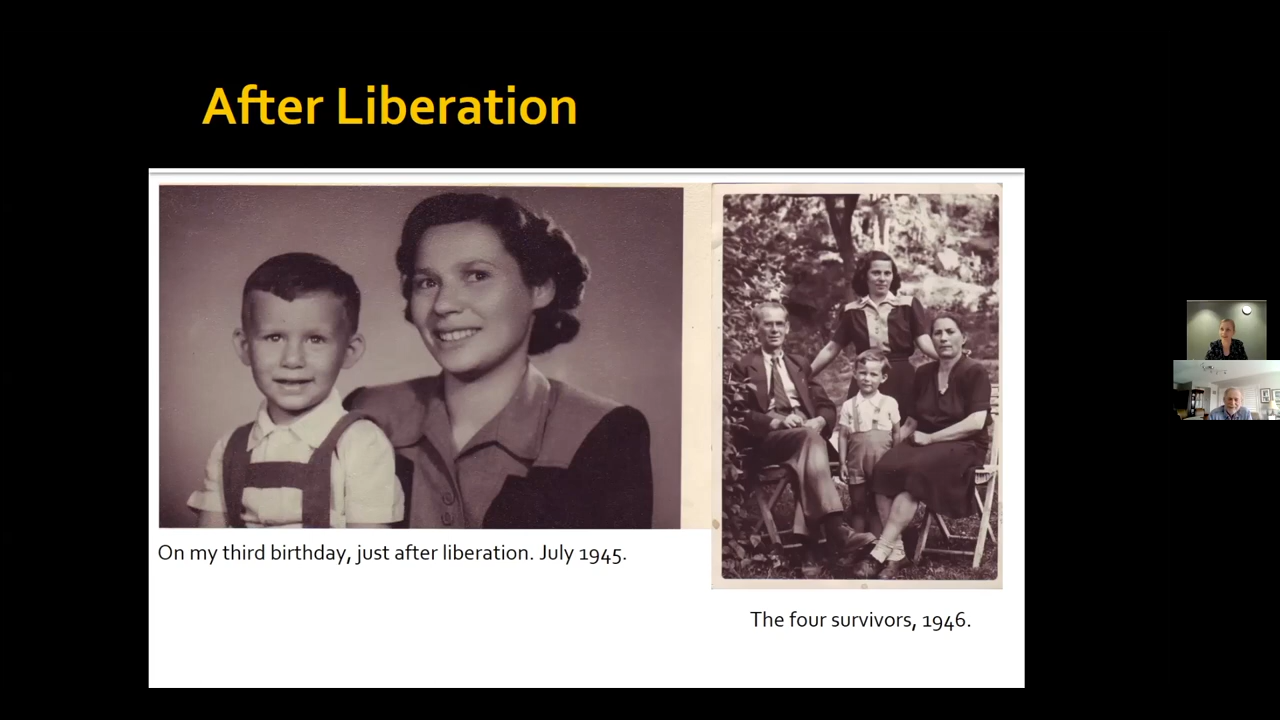 After Liberation
On my third birthday, just after liberation. July 1945.
The four survivors, 1946.